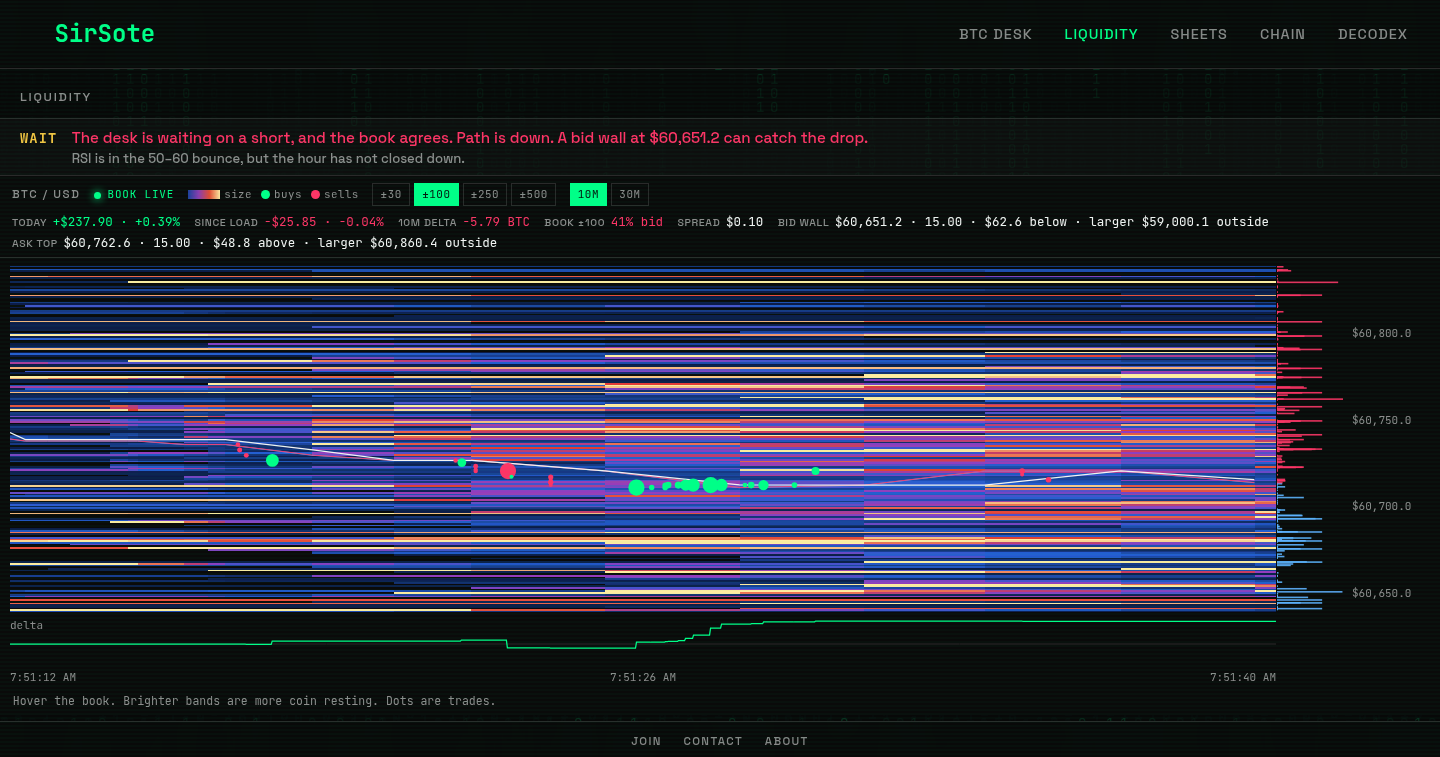 SirSote
BTC DESK LIQUIDITY SHEETS CHAIN DECODEX
LIQUIDITY
WAIT The desk is waiting on a short, and the book agrees. Path is down. A bid wall at $60,651.2 can catch the drop.
RSI is in the 50–60 bounce, but the hour has not closed down.
BTC / USD BOOK LIVE size buys sells ±30 ±100 ±250 ±500 10M 30M
TODAY +$237.90 · +0.39% SINCE LOAD -$25.85 · -0.04% 10M DELTA -5.79 BTC BOOK ±100 41% bid SPREAD $0.10 BID WALL $60,651.2 · 15.00 · $62.6 below · larger $59,000.1 outside
ASK TOP $60,762.6 · 15.00 · $48.8 above · larger $60,860.4 outside
$60,800.0
$60,750.0
$60,700.0
$60,650.0
delta
7:51:12 AM 7:51:26 AM 7:51:40 AM
Hover the book. Brighter bands are more coin resting. Dots are trades.
JOIN CONTACT ABOUT